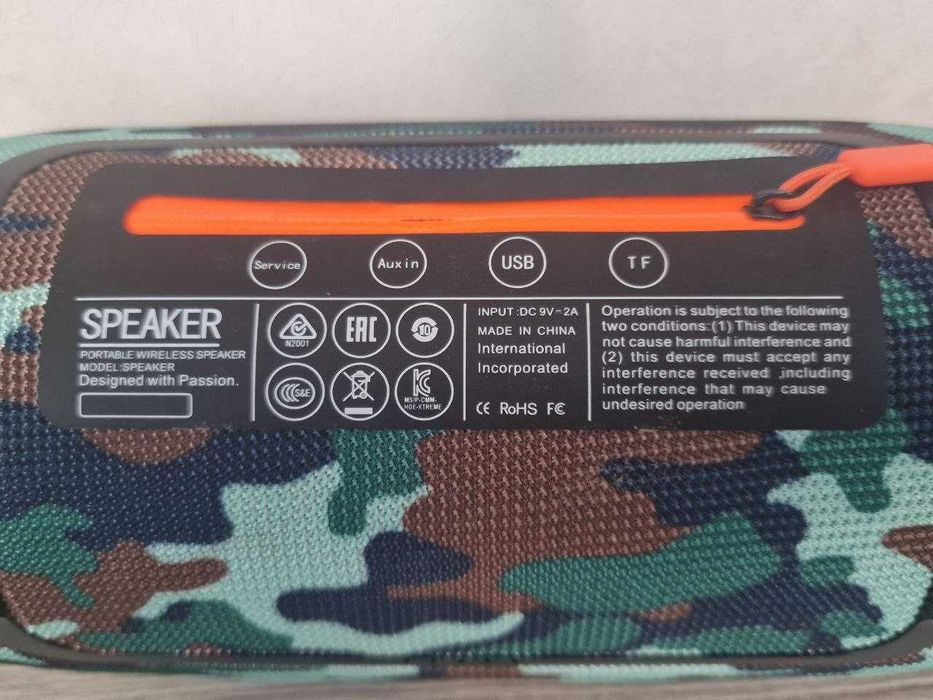 Service
Aux in
USB
TF
SPEAKER
PORTABLE WIRELESS SPEAKER
MODEL:SPEAKER
Designed with Passion.
N2001
EAC
10
S&E
MSIP-CMM-
HOE-XTREME
INPUT:DC 9V⎓2A
MADE IN CHINA
International
Incorporated
CE RoHS FC
Operation is subject to the following
two conditions:(1) This device may
not cause harmful interference and
(2) this device must accept any
interference received ,including
interference that may cause
undesired operation